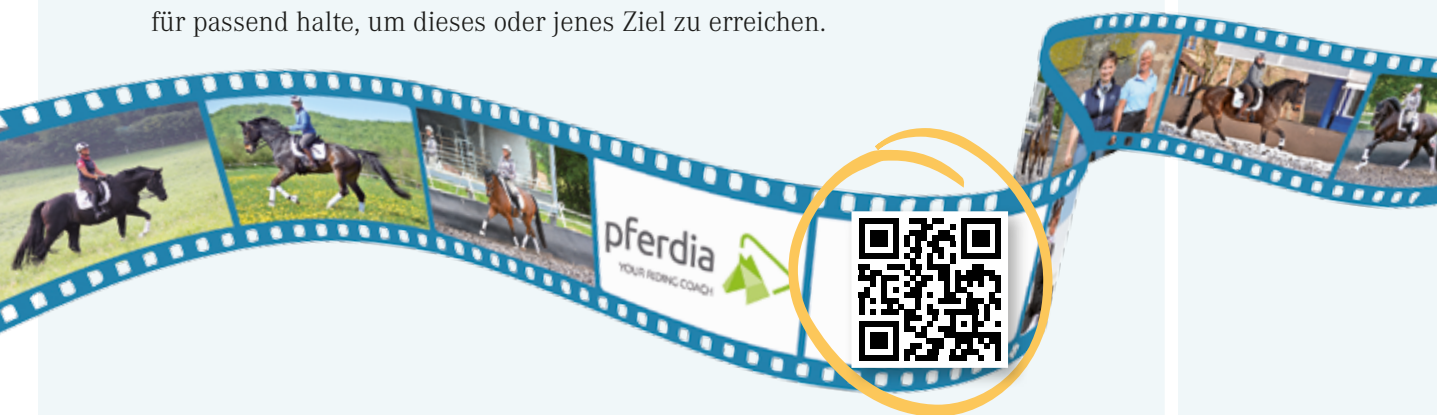 für passend halte, um dieses oder jenes Ziel zu erreichen.
pferdia
YOUR RIDING COACH